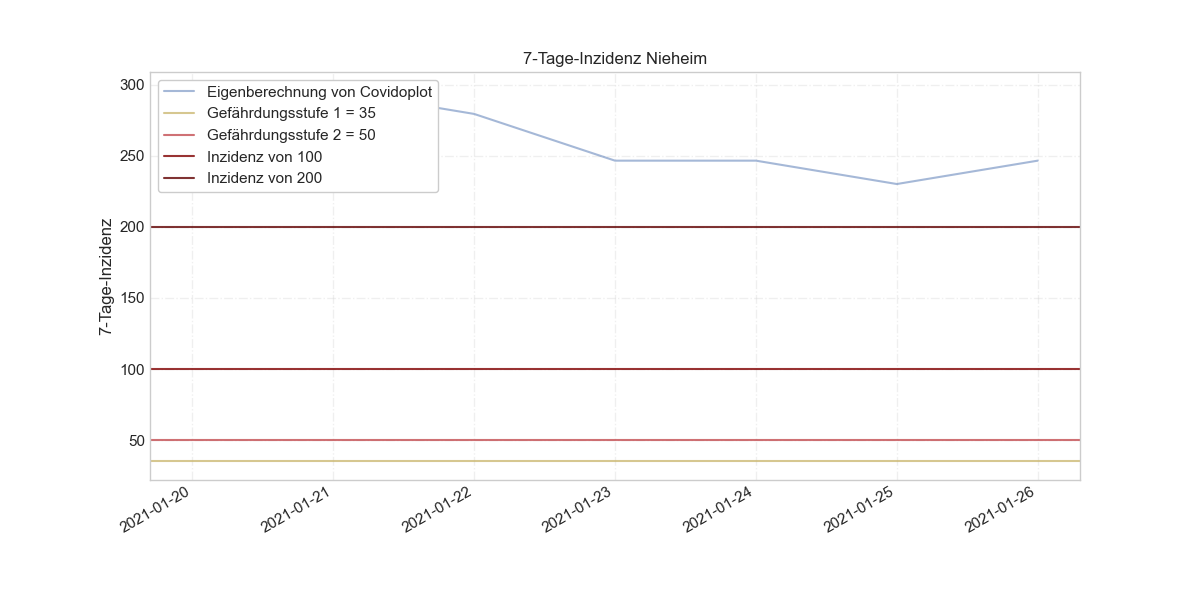 7-Tage-Inzidenz Nieheim
Eigenberechnung von Covidoplot
Gefährdungsstufe 1 = 35
Gefährdungsstufe 2 = 50
Inzidenz von 100
Inzidenz von 200
7-Tage-Inzidenz
300
250
200
150
100
50
2021-01-20
2021-01-21
2021-01-22
2021-01-23
2021-01-24
2021-01-25
2021-01-26